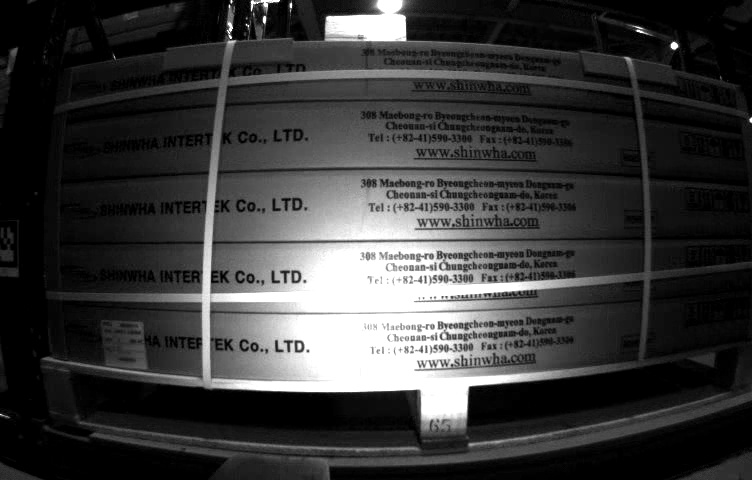 308 Maebong-ro Byeongcheon-myeon Dongnam-gu
Cheonan-si Chungcheongnam-do, Korea
SHINWHA INTERTEK Co., LTD.
www.shinwha.com
308 Maebong-ro Byeongcheon-myeon Dongnam-gu
Cheonan-si Chungcheongnam-do, Korea
SHINWHA INTERTEK Co., LTD.
Tel : (+82-41)590-3300 Fax : (+82-41)590-3306
www.shinwha.com
308 Maebong-ro Byeongcheon-myeon Dongnam-gu
Cheonan-si Chungcheongnam-do, Korea
SHINWHA INTERTEK Co., LTD.
Tel : (+82-41)590-3300 Fax : (+82-41)590-3306
www.shinwha.com
308 Maebong-ro Byeongcheon-myeon Dongnam-gu
Cheonan-si Chungcheongnam-do, Korea
SHINWHA INTERTEK Co., LTD.
Tel : (+82-41)590-3300 Fax : (+82-41)590-3306
www.shinwha.com
308 Maebong-ro Byeongcheon-myeon Dongnam-gu
Cheonan-si Chungcheongnam-do, Korea
HA INTERTEK Co., LTD.
Tel : (+82-41)590-3300 Fax : (+82-41)590-3306
www.shinwha.com
65